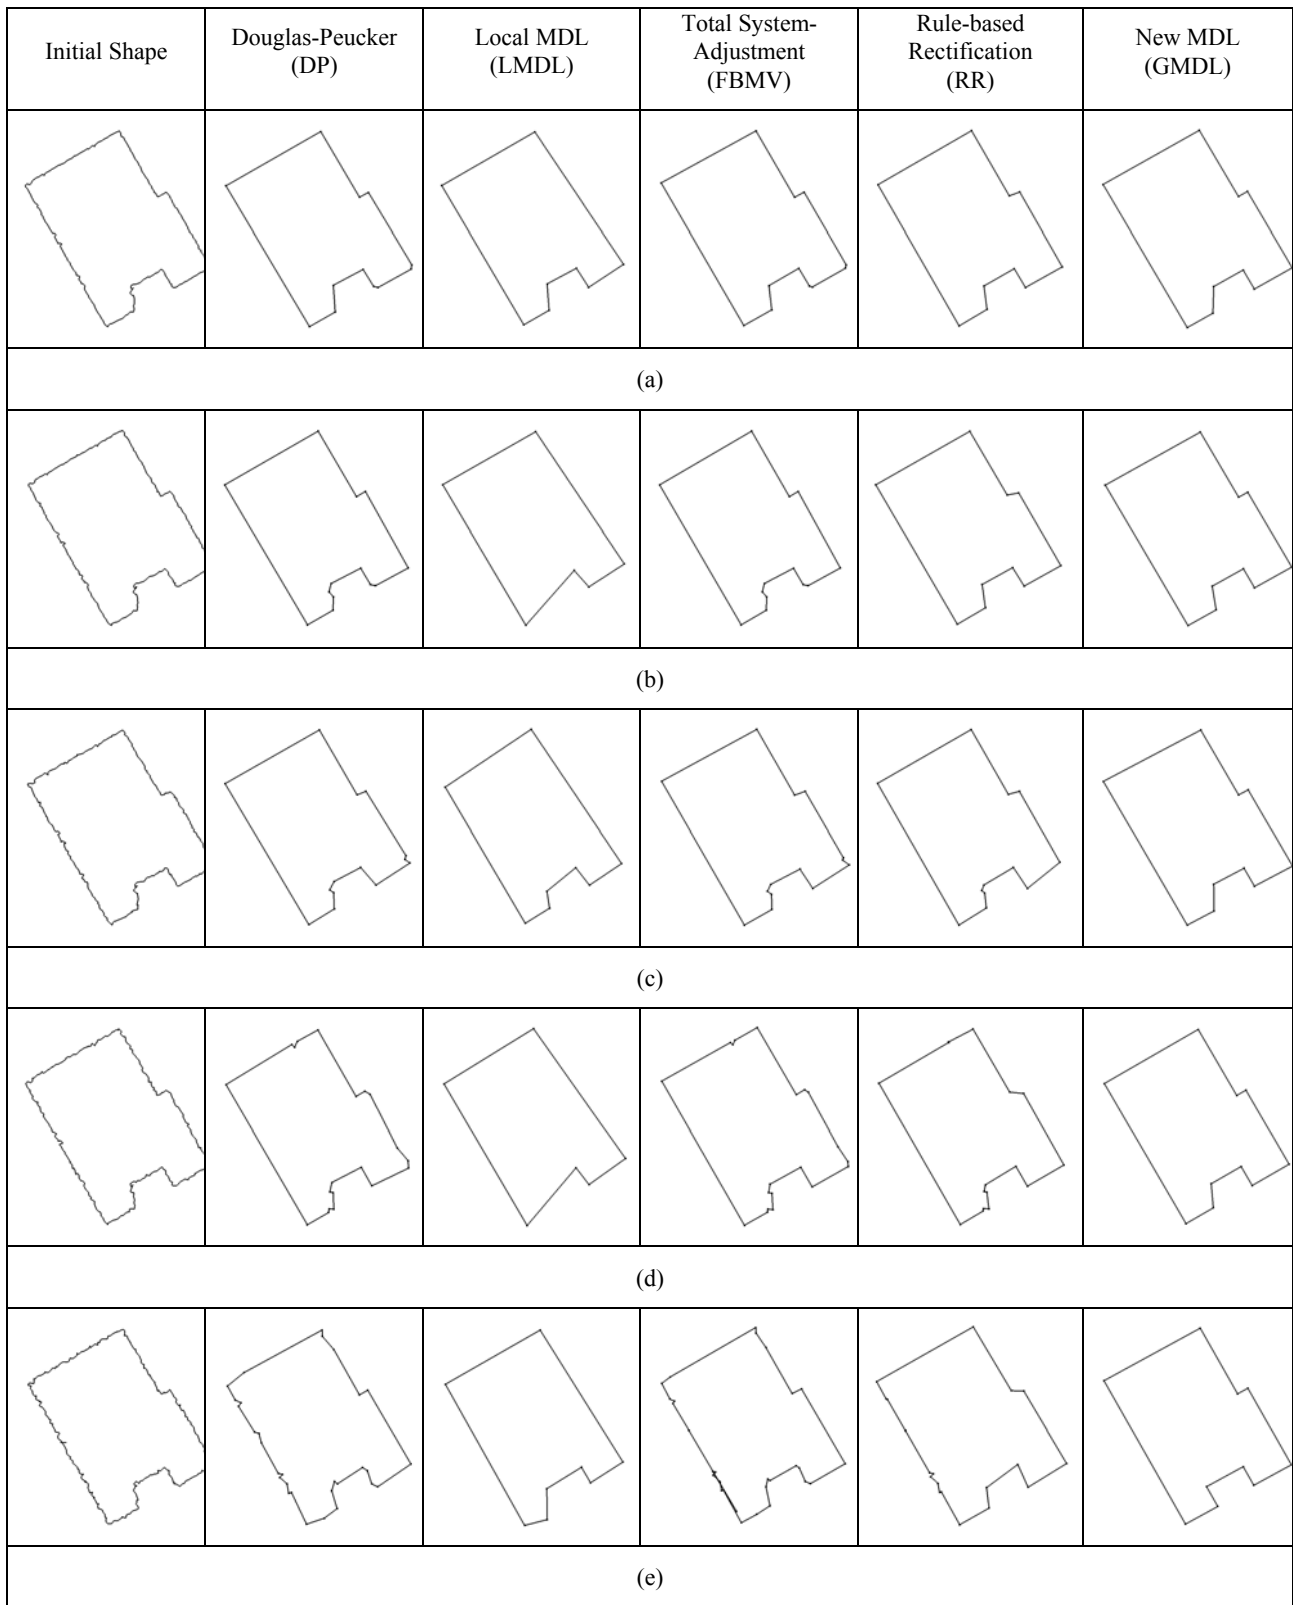 Initial Shape
Douglas-Peucker
(DP)
Local MDL
(LMDL)
Total System-
Adjustment
(FBMV)
Rule-based
Rectification
(RR)
New MDL
(GMDL)
(a)
(b)
(c)
(d)
(e)